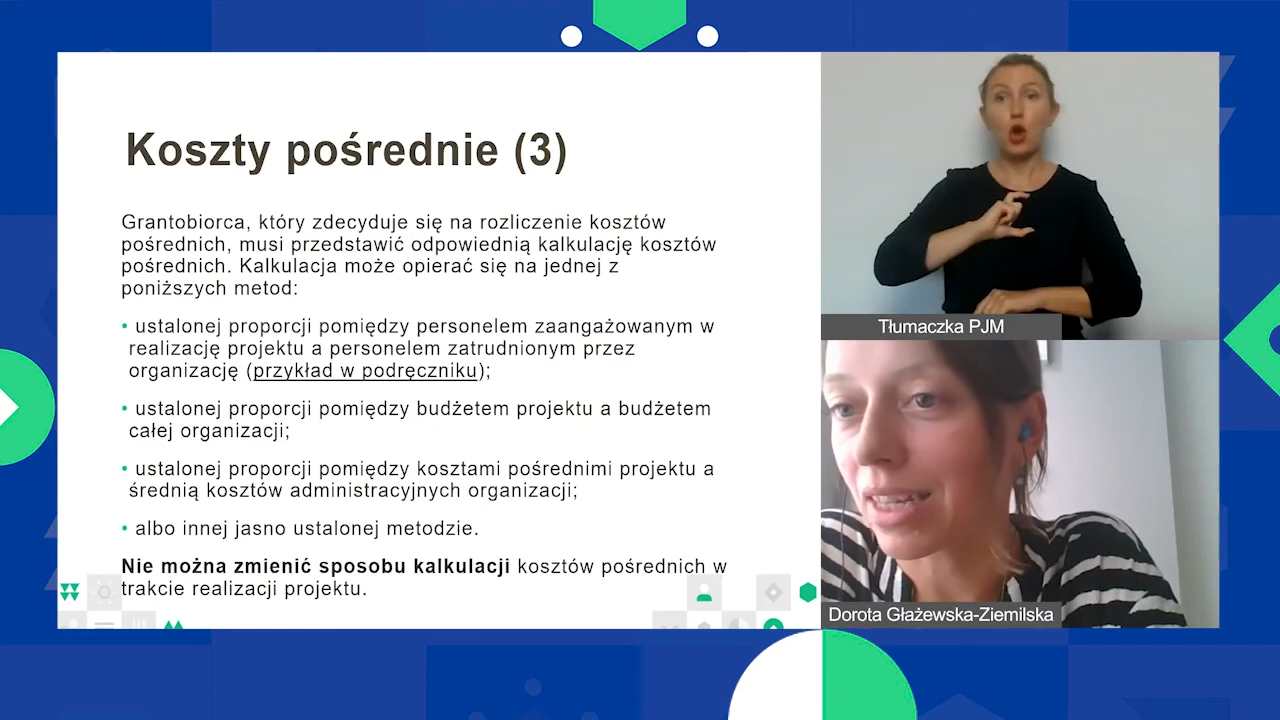 Koszty pośrednie (3)
Grantobiorca, który zdecyduje się na rozliczenie kosztów
pośrednich, musi przedstawić odpowiednią kalkulację kosztów
pośrednich. Kalkulacja może opierać się na jednej z
poniższych metod:
• ustalonej proporcji pomiędzy personelem zaangażowanym w
realizację projektu a personelem zatrudnionym przez
organizację (przykład w podręczniku);
• ustalonej proporcji pomiędzy budżetem projektu a budżetem
całej organizacji;
• ustalonej proporcji pomiędzy kosztami pośrednimi projektu a
średnią kosztów administracyjnych organizacji;
• albo innej jasno ustalonej metodzie.
Nie można zmienić sposobu kalkulacji kosztów pośrednich w
trakcie realizacji projektu.
Tłumaczka PJM
Dorota Głażewska-Ziemilska